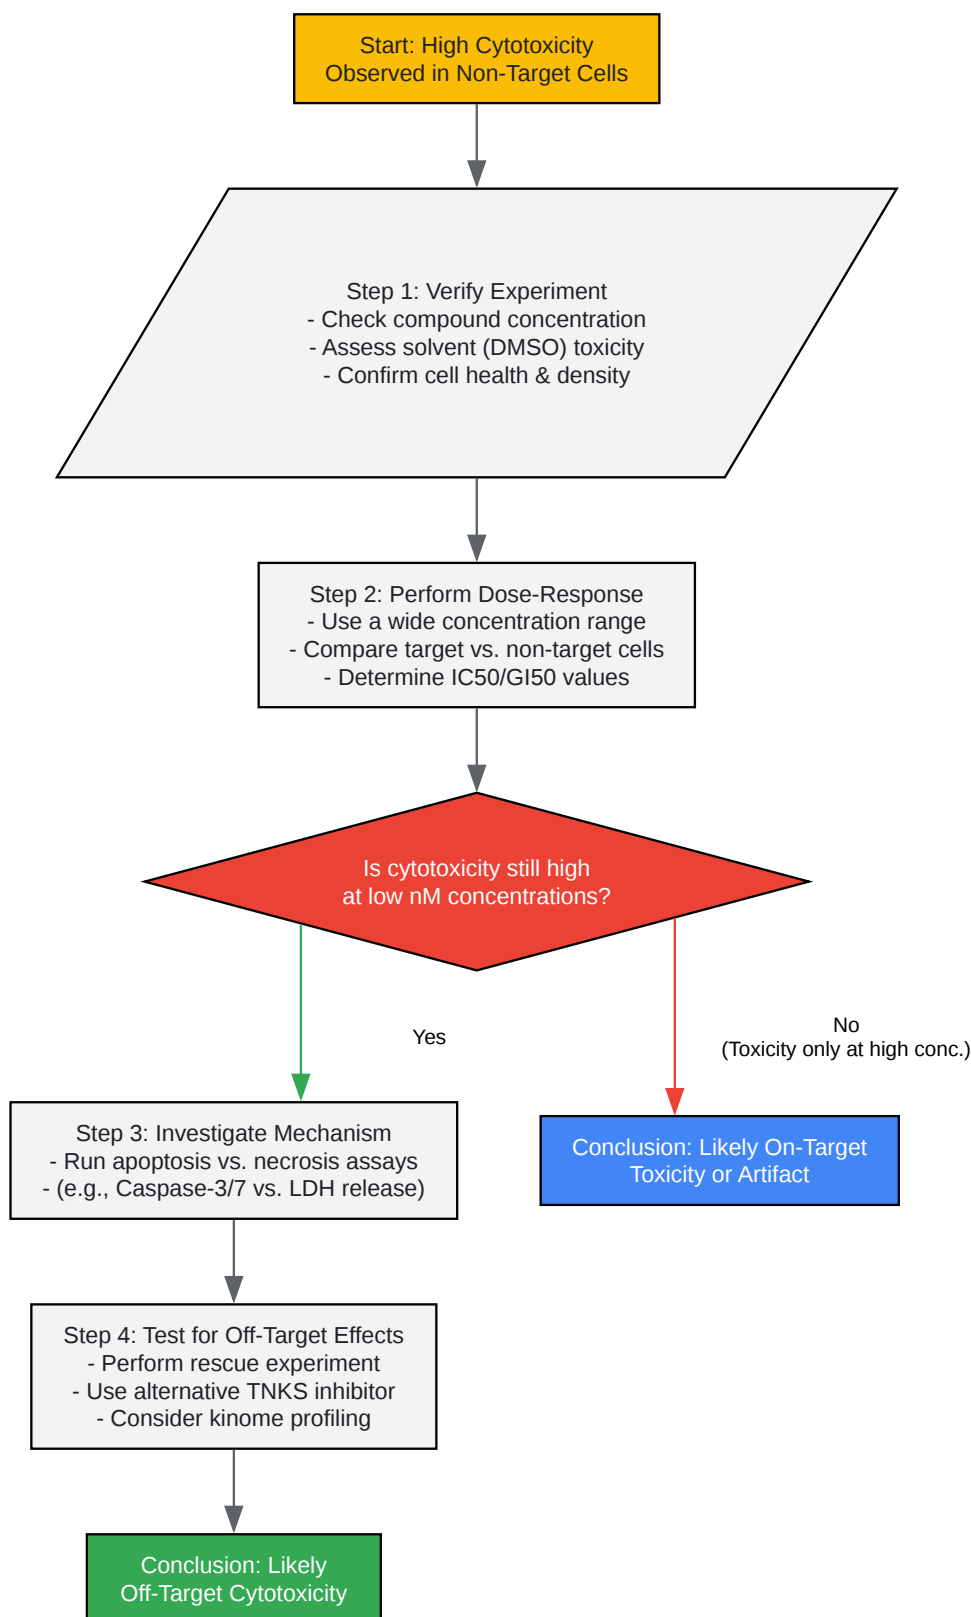 Start: High Cytotoxicity
Observed in Non-Target Cells
Step 1: Verify Experiment
- Check compound concentration
- Assess solvent (DMSO) toxicity
- Confirm cell health & density
Step 2: Perform Dose-Response
- Use a wide concentration range
- Compare target vs. non-target cells
- Determine IC50/GI50 values
Is cytotoxicity still high
at low nM concentrations?
Yes
No
(Toxicity only at high conc.)
Step 3: Investigate Mechanism
- Run apoptosis vs. necrosis assays
- (e.g., Caspase-3/7 vs. LDH release)
Conclusion: Likely On-Target
Toxicity or Artifact
Step 4: Test for Off-Target Effects
- Perform rescue experiment
- Use alternative TNKS inhibitor
- Consider kinome profiling
Conclusion: Likely
Off-Target Cytotoxicity